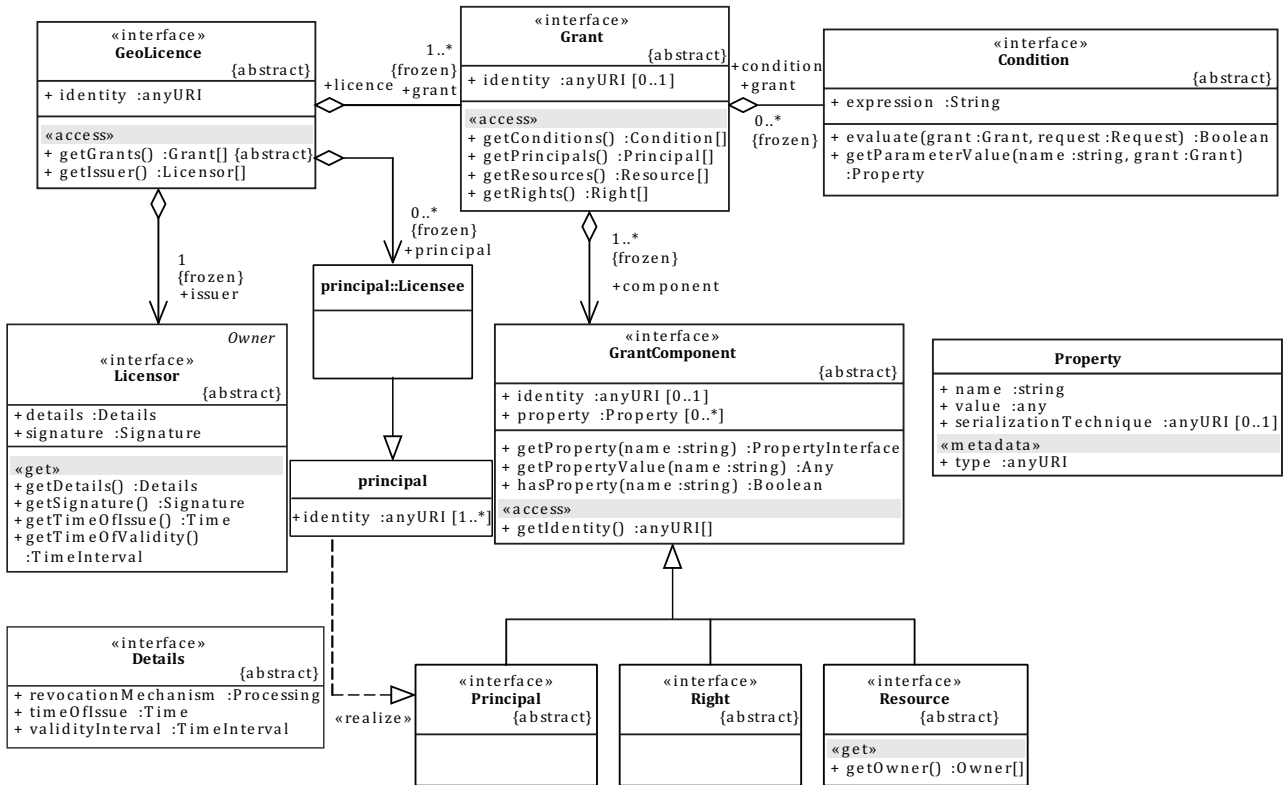 «interface»
GeoLicence
{abstract}
+ identity :anyURI
«access»
+ getGrants() :Grant[] {abstract}
+ getIssuer() :Licensor[]
+licence
1..*
{frozen}
+grant
«interface»
Grant
{abstract}
+ identity :anyURI [0..1]
«access»
+ getConditions() :Condition[]
+ getPrincipals() :Principal[]
+ getResources() :Resource[]
+ getRights() :Right[]
+condition
+grant
0..*
{frozen}
«interface»
Condition
{abstract}
+ expression :String
+ evaluate(grant :Grant, request :Request) :Boolean
+ getParameterValue(name :string, grant :Grant)
:Property
1
{frozen}
+issuer
0..*
{frozen}
+principal
1..*
{frozen}
+component
principal::Licensee
Owner
«interface»
Licensor
{abstract}
+ details :Details
+ signature :Signature
«get»
+ getDetails() :Details
+ getSignature() :Signature
+ getTimeOfIssue() :Time
+ getTimeOfValidity()
:TimeInterval
principal
+identity :anyURI [1..*]
«interface»
GrantComponent
{abstract}
+ identity :anyURI [0..1]
+ property :Property [0..*]
+ getProperty(name :string) :PropertyInterface
+ getPropertyValue(name :string) :Any
+ hasProperty(name :string) :Boolean
«access»
+ getIdentity() :anyURI[]
Property
+ name :string
+ value :any
+ serializationTechnique :anyURI [0..1]
«metadata»
+ type :anyURI
«interface»
Details
{abstract}
+ revocationMechanism :Processing
+ timeOfIssue :Time
+ validityInterval :TimeInterval
«realize»
«interface»
Principal
{abstract}
«interface»
Right
{abstract}
«interface»
Resource
{abstract}
«get»
+ getOwner() :Owner[]